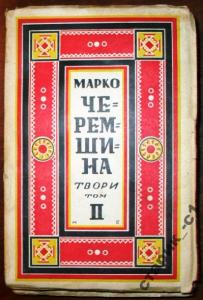 МАРКО
ЧЕ=
РЕМ=
ШИ=
НА
ТВОРИ
ТОМ
II